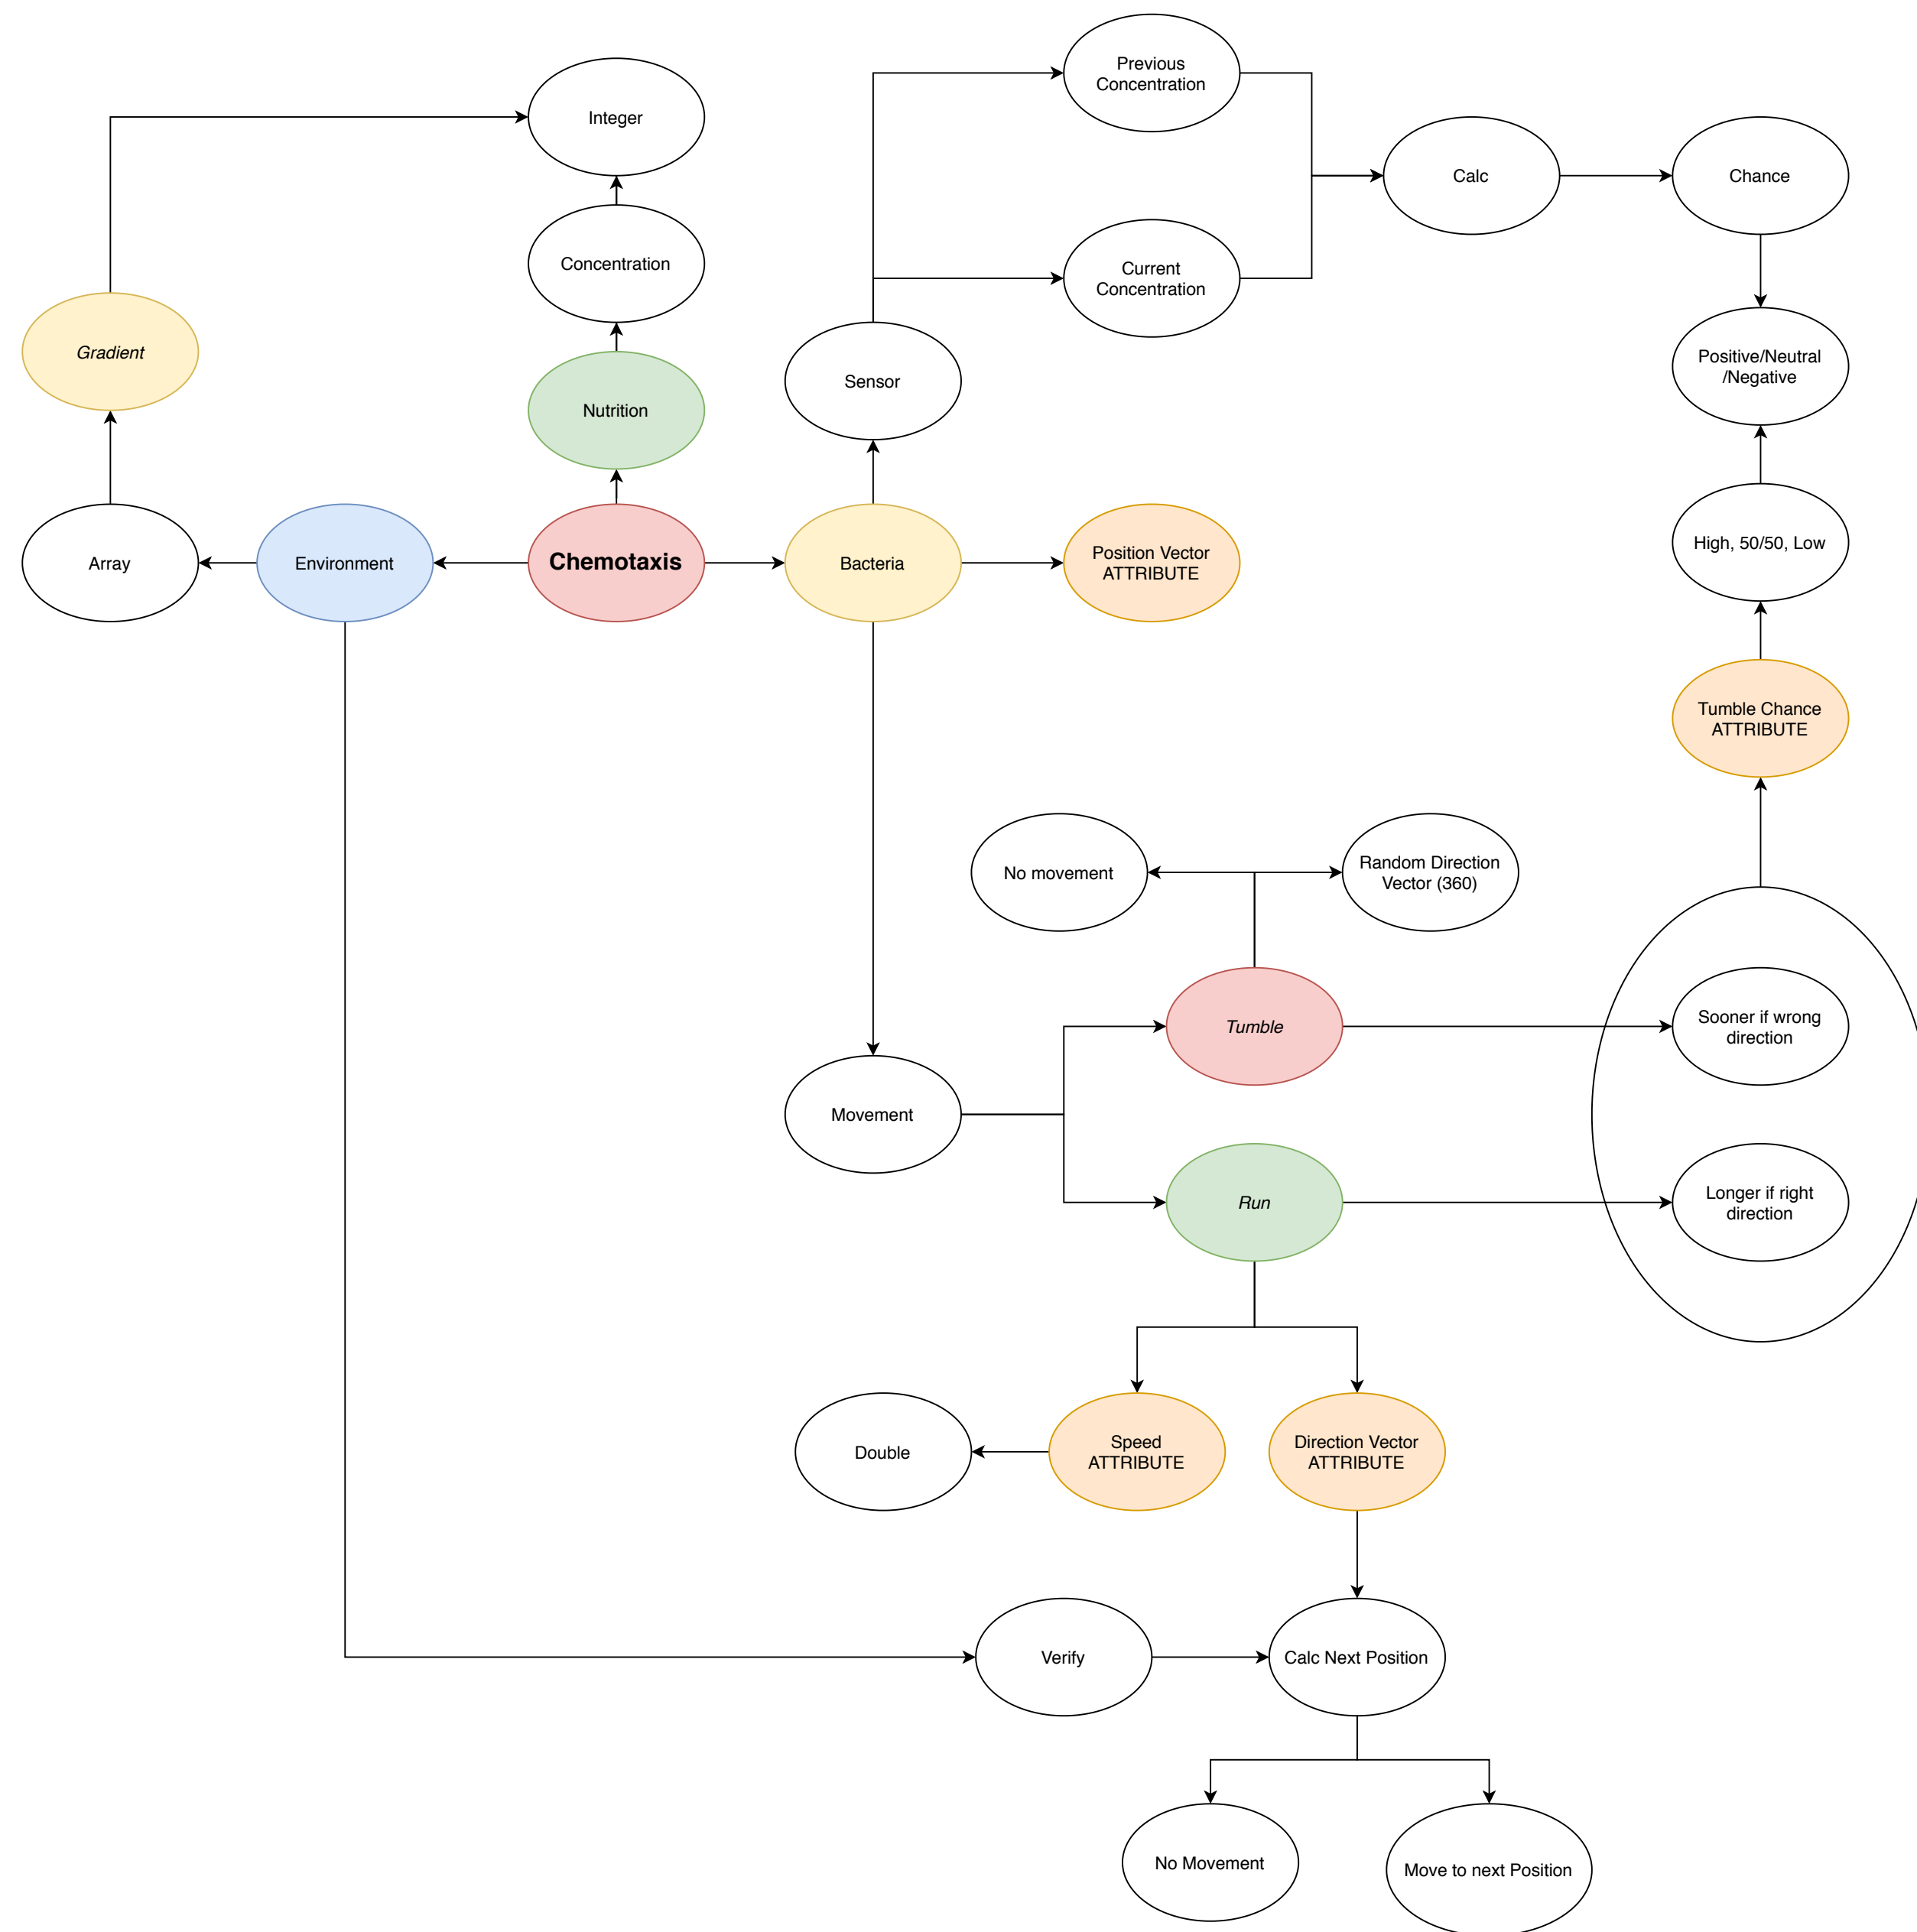 Previous
Concentration
Integer
Calc
Chance
Concentration
Current
Concentration
Gradient
Positive/Neutral
/Negative
Sensor
Nutrition
High, 50/50, Low
Array
Environment
Chemotaxis
Bacteria
Position Vector
ATTRIBUTE
Tumble Chance
ATTRIBUTE
No movement
Random Direction
Vector (360)
Tumble
Sooner if wrong
direction
Movement
Run
Longer if right
direction
Double
Speed
ATTRIBUTE
Direction Vector
ATTRIBUTE
Verify
Calc Next Position
No Movement
Move to next Position